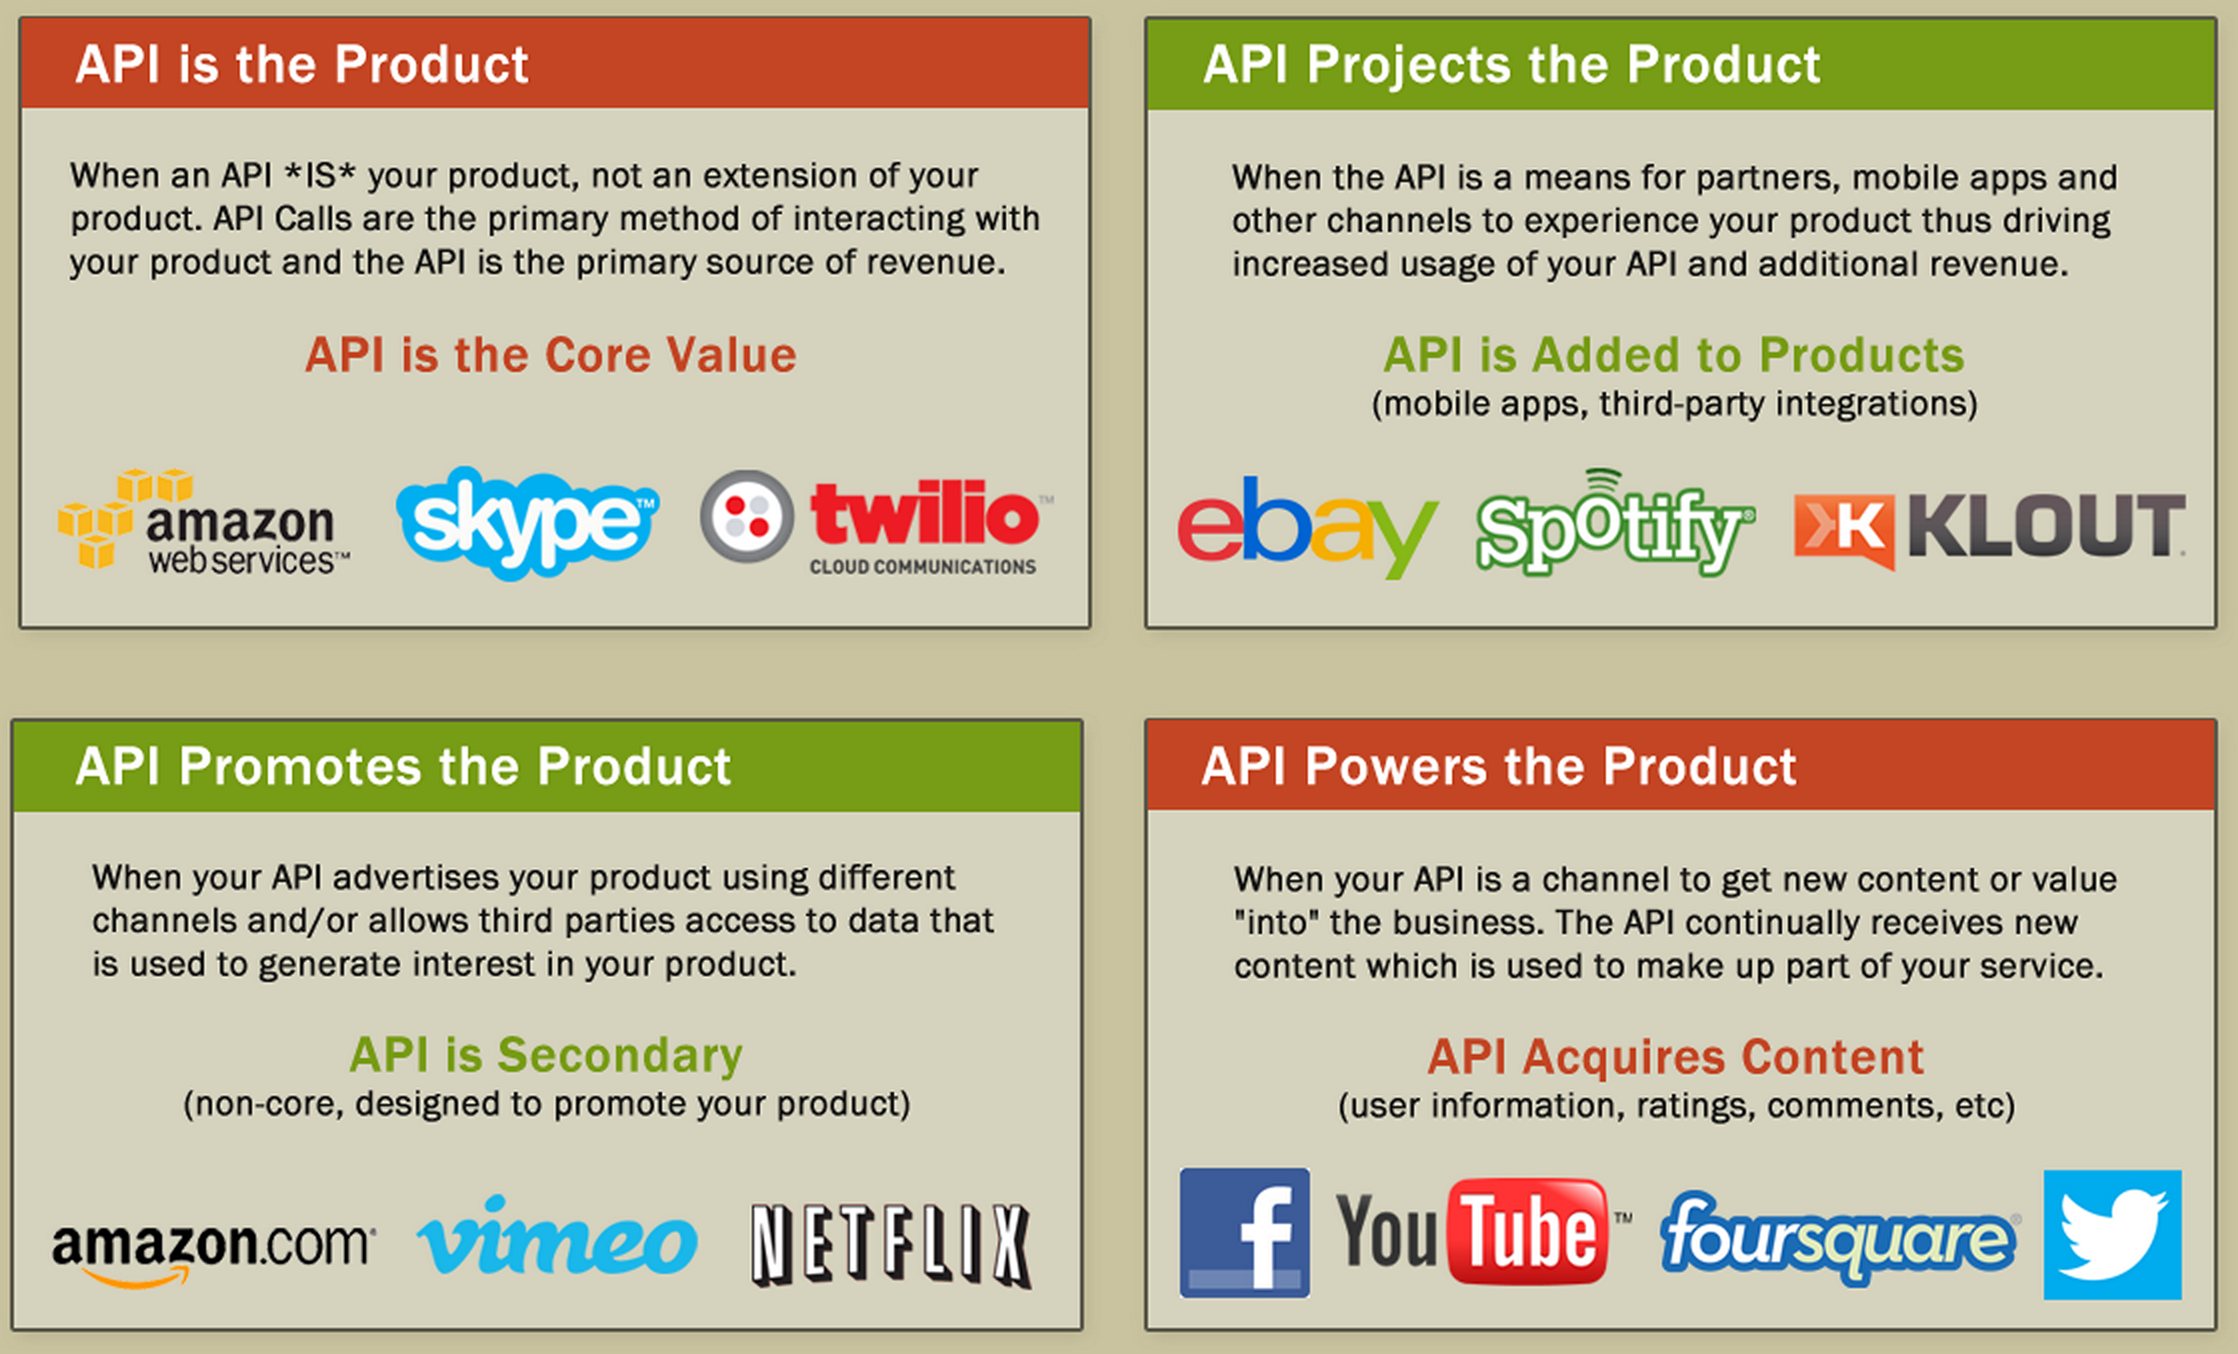 API is the Product
When an API *IS* your product, not an extension of your
product. API Calls are the primary method of interacting with
your product and the API is the primary source of revenue.
API is the Core Value
amazon
webservices™
skype™
twilio™
CLOUD COMMUNICATIONS
API Projects the Product
When the API is a means for partners, mobile apps and
other channels to experience your product thus driving
increased usage of your API and additional revenue.
API is Added to Products
(mobile apps, third-party integrations)
ebay
Spotify®
K KLOUT
API Promotes the Product
When your API advertises your product using different
channels and/or allows third parties access to data that
is used to generate interest in your product.
API is Secondary
(non-core, designed to promote your product)
amazon.com®
vimeo
NETFLIX
API Powers the Product
When your API is a channel to get new content or value
"into" the business. The API continually receives new
content which is used to make up part of your service.
API Acquires Content
(user information, ratings, comments, etc)
f
YouTube™
foursquare®